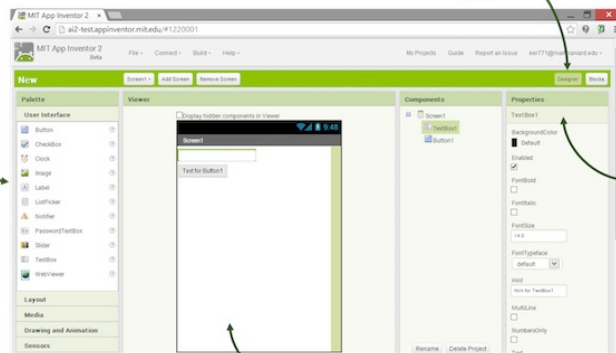 MIT App Inventor 2
ai2-test.appinventor.mit.edu/#1220001
MIT App Inventor 2
Beta
File Connect Build Help
My Projects Guide Report an Issue
New
Screen1 Add Screen Remove Screen
Designer Blocks
Palette
User Interface
Button
CheckBox
Clock
Image
Label
ListPicker
Notifier
PasswordTextBox
Slider
TextBox
WebViewer
Layout
Media
Drawing and Animation
Sensors
Viewer
Display hidden components in Viewer
9:48
Screen1
Text for Button1
Components
Screen1
TextBox1
Button1
Rename Delete Project
Properties
TextBox1
BackgroundColor
Default
Enabled
FontBold
FontItalic
FontSize
14.0
FontTypeface
default
Hint
Hint for TextBox1
MultiLine
NumbersOnly